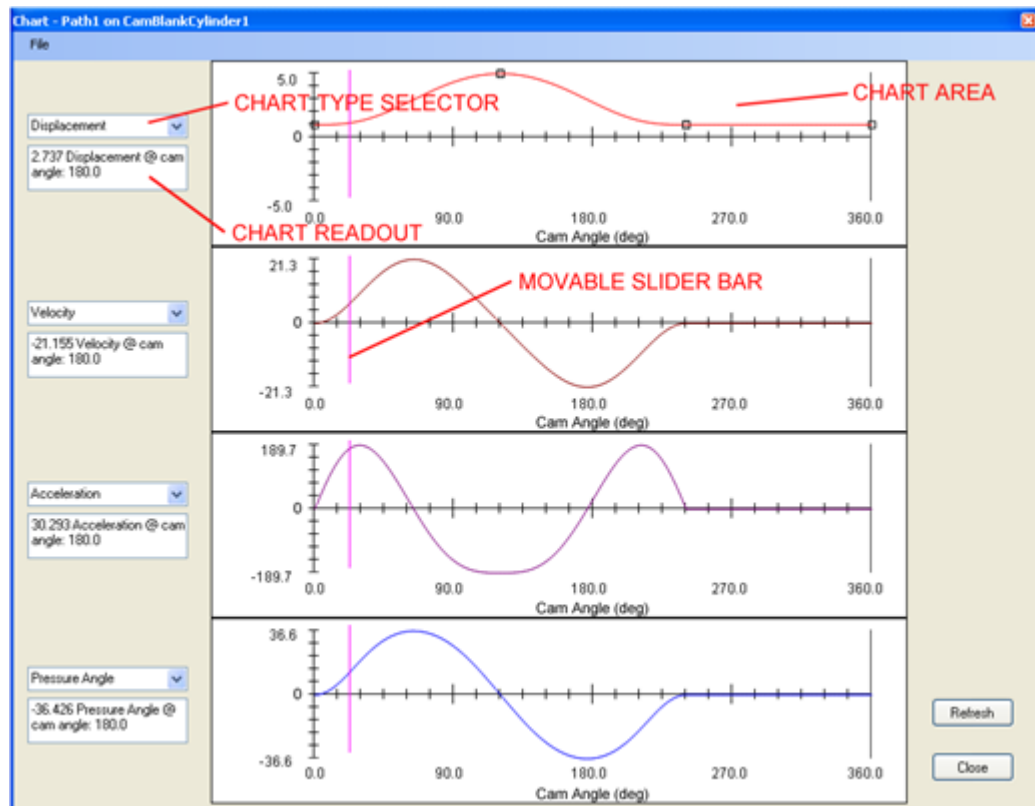 Chart - Path1 on CamBlankCylinder1
File
Displacement
2.737 Displacement @ cam
angle: 180.0
CHART TYPE SELECTOR
CHART AREA
CHART READOUT
5.0
0
-5.0
0.0 90.0 180.0 270.0 360.0
Cam Angle (deg)
Velocity
-21.155 Velocity @ cam
angle: 180.0
MOVABLE SLIDER BAR
21.3
0
-21.3
0.0 90.0 180.0 270.0 360.0
Cam Angle (deg)
Acceleration
30.293 Acceleration @ cam
angle: 180.0
189.7
0
-189.7
0.0 90.0 180.0 270.0 360.0
Cam Angle (deg)
Pressure Angle
-36.426 Pressure Angle @
cam angle: 180.0
36.6
0
-36.6
0.0 90.0 180.0 270.0 360.0
Cam Angle (deg)
Refresh
Close